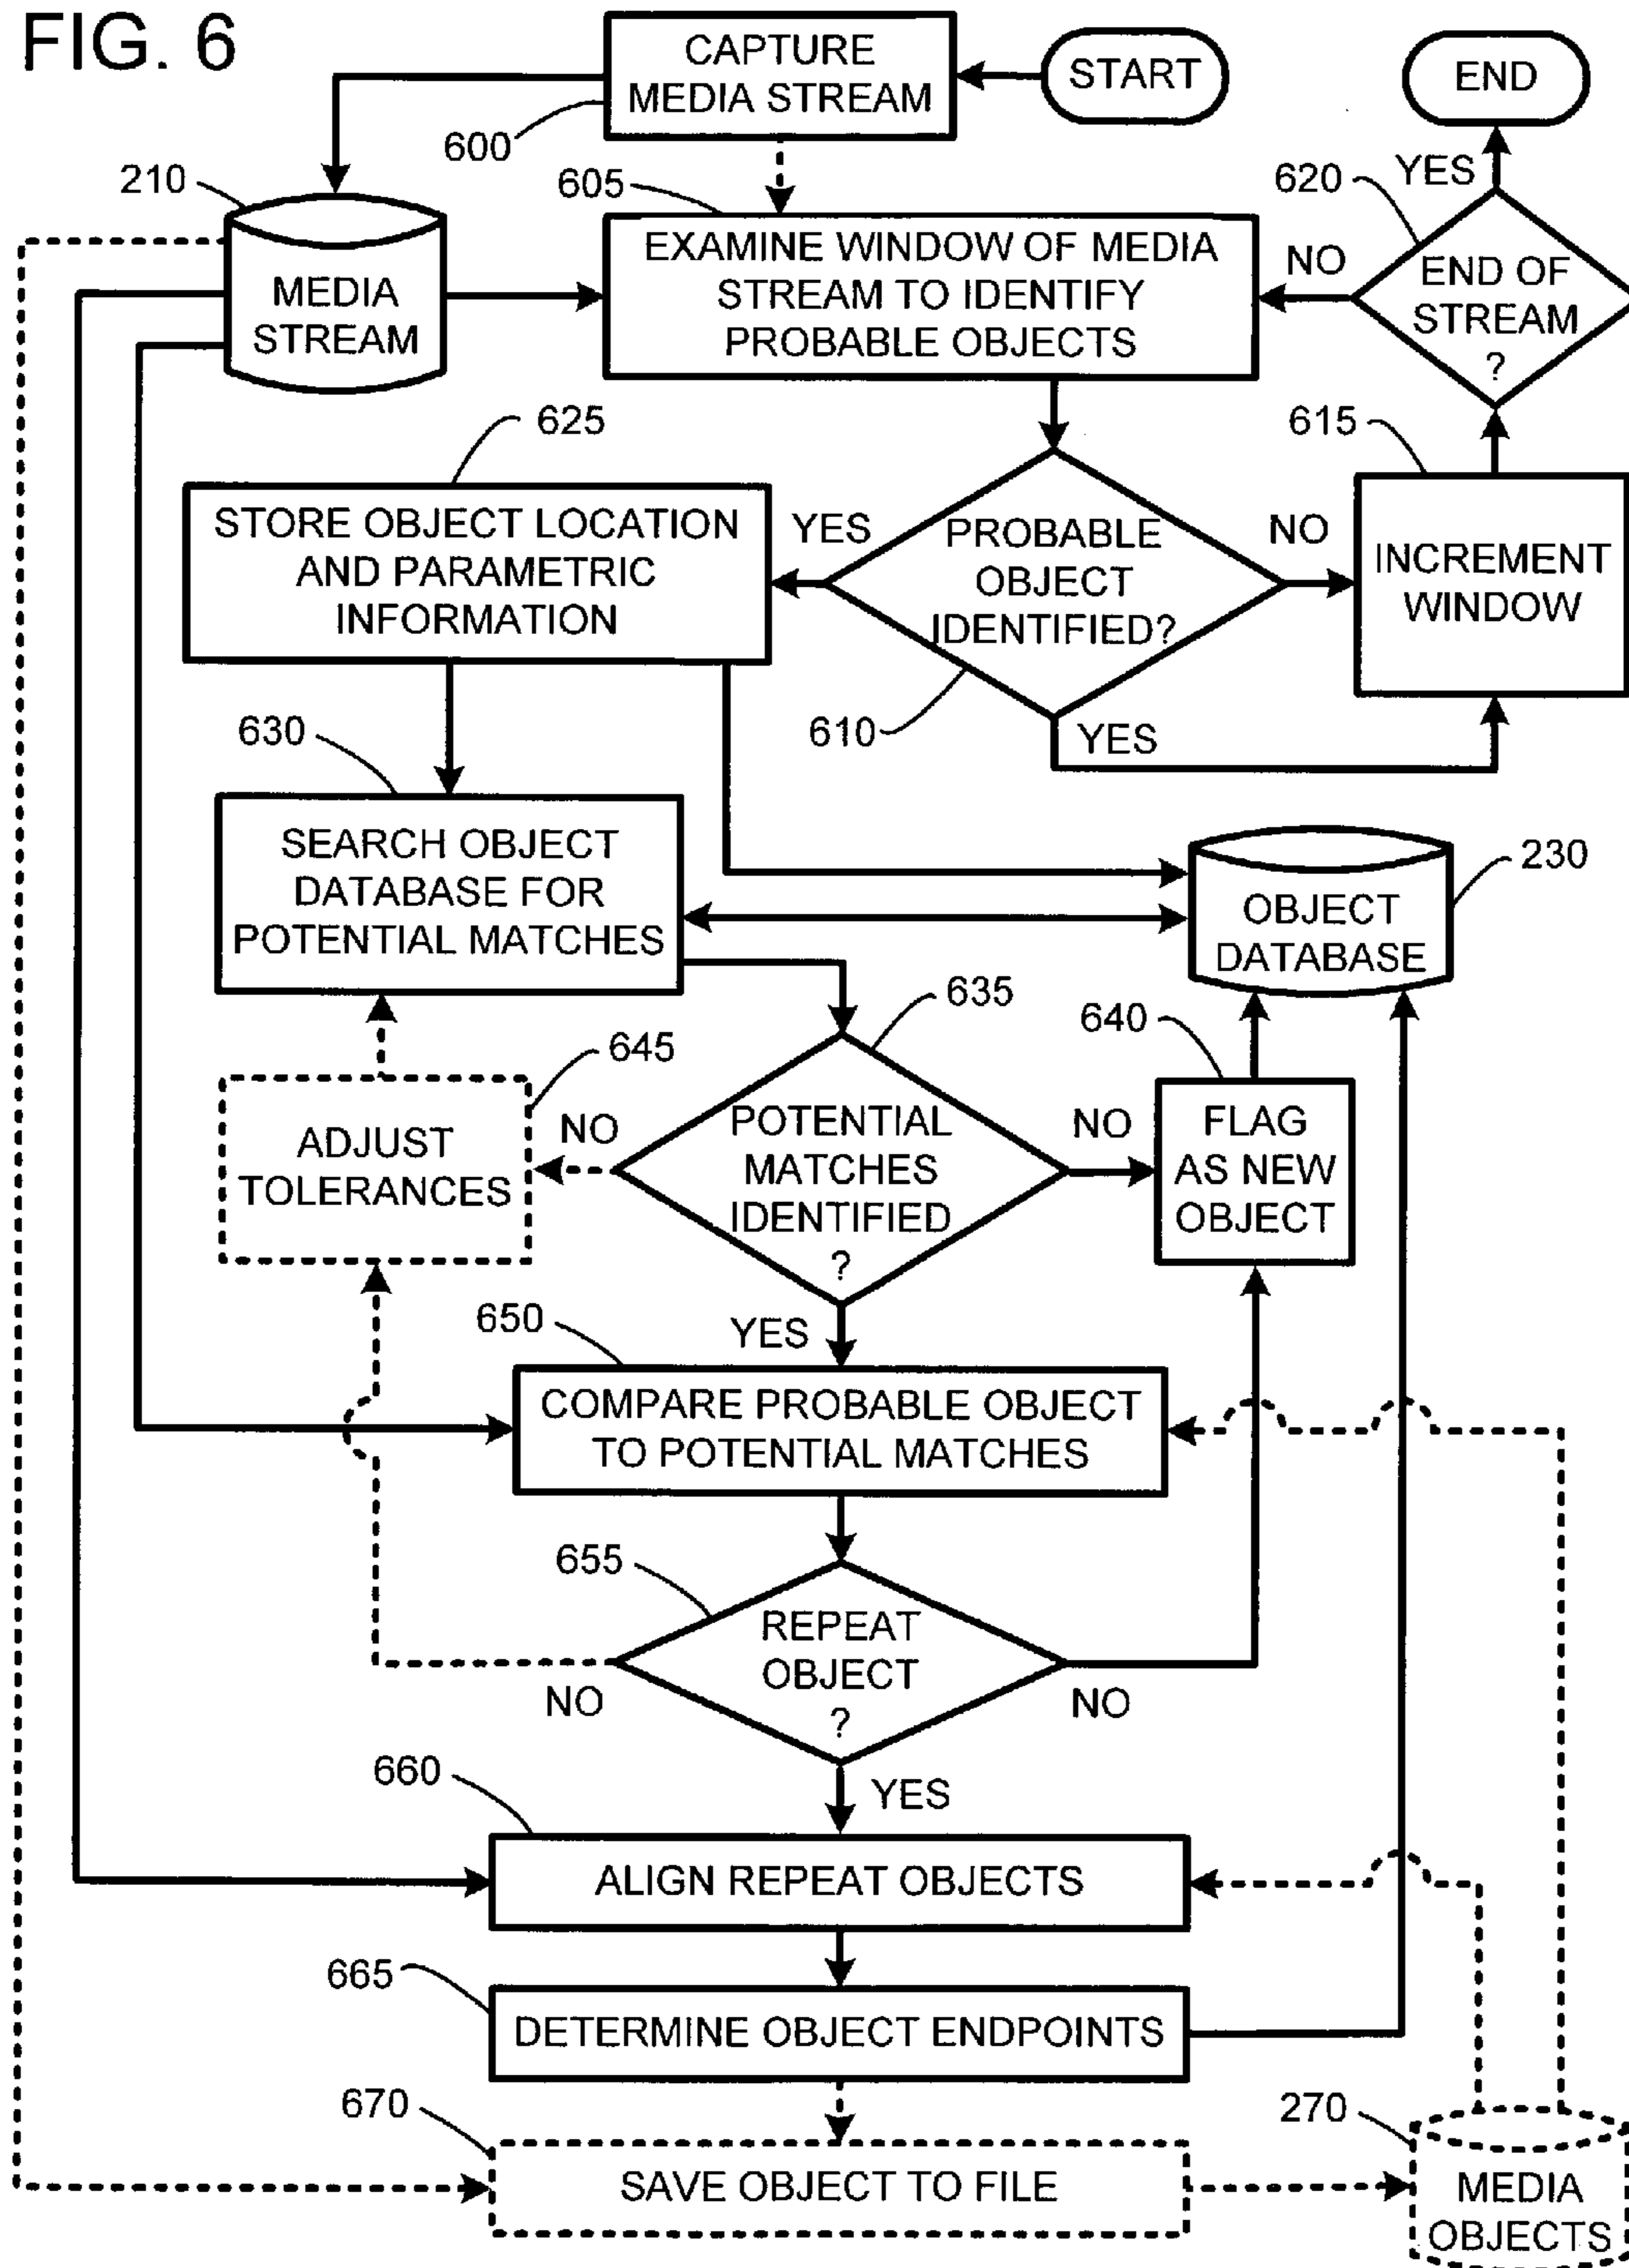 FIG. 6
CAPTURE
MEDIA STREAM
START
END
600
210
605
620
YES
MEDIA
STREAM
EXAMINE WINDOW OF MEDIA
STREAM TO IDENTIFY
PROBABLE OBJECTS
NO
END OF
STREAM
?
625
615
STORE OBJECT LOCATION
AND PARAMETRIC
INFORMATION
YES
PROBABLE
OBJECT
IDENTIFIED?
NO
INCREMENT
WINDOW
610
YES
630
SEARCH OBJECT
DATABASE FOR
POTENTIAL MATCHES
230
OBJECT
DATABASE
635
640
645
ADJUST
TOLERANCES
NO
POTENTIAL
MATCHES
IDENTIFIED
?
NO
FLAG
AS NEW
OBJECT
650
YES
COMPARE PROBABLE OBJECT
TO POTENTIAL MATCHES
655
REPEAT
OBJECT
?
NO
NO
660
YES
ALIGN REPEAT OBJECTS
665
DETERMINE OBJECT ENDPOINTS
670
270
SAVE OBJECT TO FILE
MEDIA
OBJECTS